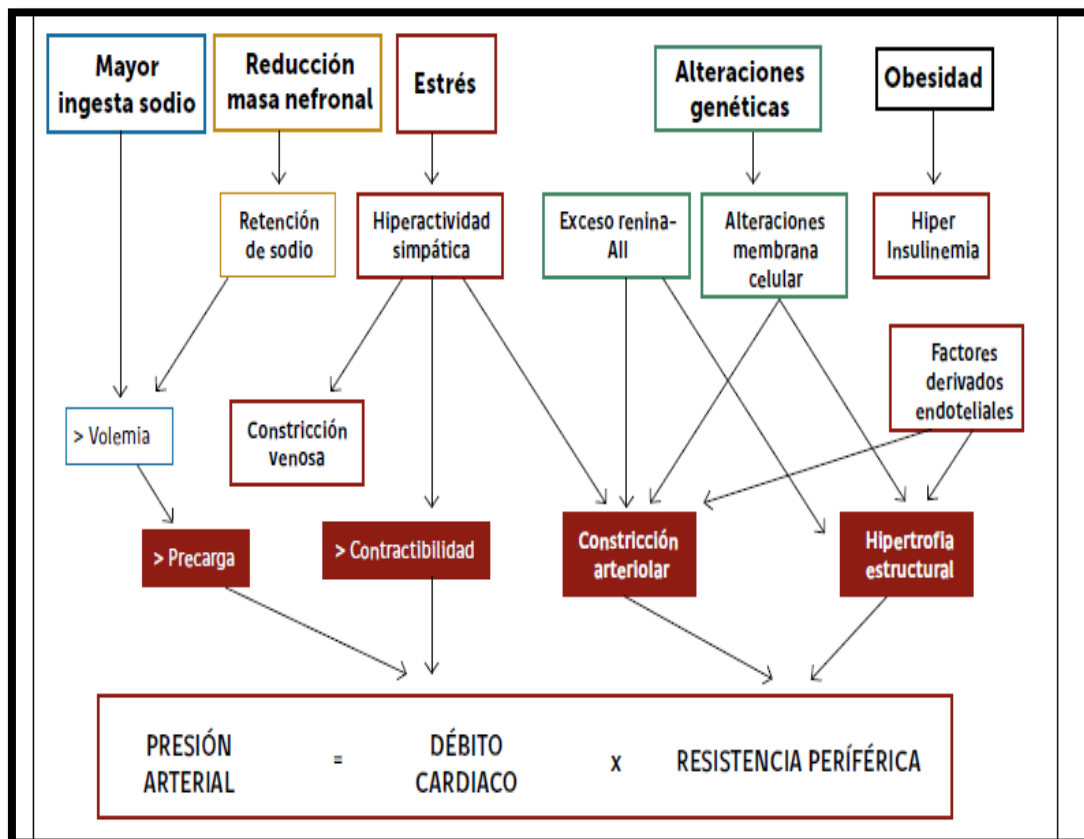 Mayor
ingesta sodio
Reducción
masa nefronal
Estrés
Alteraciones
genéticas
Obesidad
Retención
de sodio
Hiperactividad
simpática
Exceso renina-
AII
Alteraciones
membrana
celular
Hiper
Insulinemia
Factores
derivados
endoteliales
> Volemia
Constricción
venosa
> Precarga
> Contractibilidad
Constricción
arteriolar
Hipertrofia
estructural
PRESIÓN
ARTERIAL
=
DÉBITO
CARDIACO
x
RESISTENCIA PERÍFÉRICA